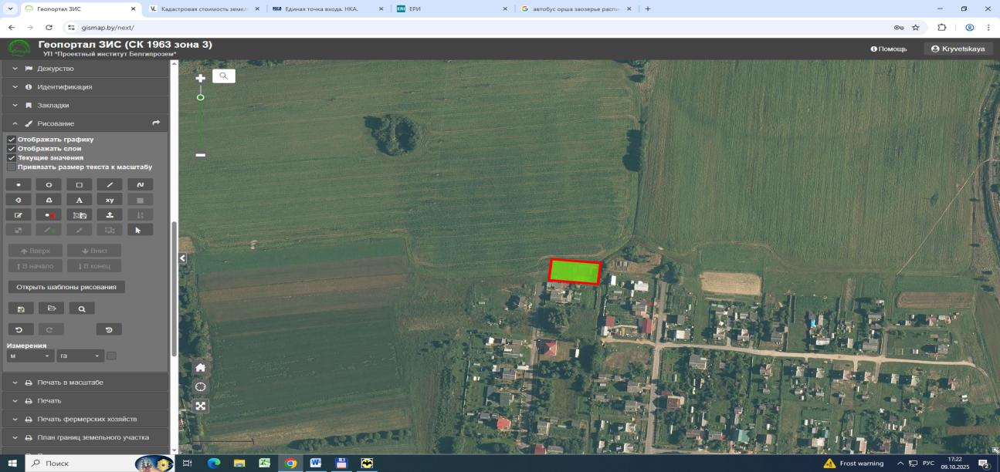 Геопортал ЗИС
Кадастровая стоимость земел
Единая точка входа. НКА.
ЕРИ
автобус орша заозерье распи
gismap.by/next/
Геопортал ЗИС (СК 1963 зона 3)
УП "Проектный институт Белгипрозем"
Помощь
Kryvetskaya
Дежурство
Идентификация
Закладки
Рисование
Отображать графику
Отображать слои
Текущие значения
Привязать размер текста к масштабу
A
xy
Вверх
Вниз
В начало
В конец
Открыть шаблоны рисования
Измерения
м
га
Печать в масштабе
Печать
Печать фермерских хозяйств
План границ земельного участка
Поиск
Frost warning
РУС
17:22
09.10.2025
2